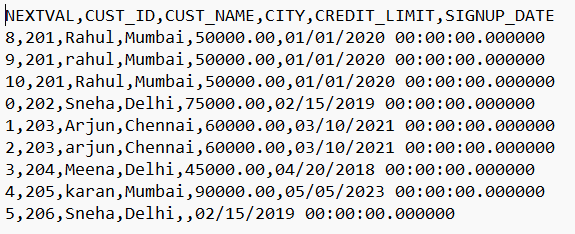 NEXTVAL,CUST_ID,CUST_NAME,CITY,CREDIT_LIMIT,SIGNUP_DATE
8,201,Rahul,Mumbai,50000.00,01/01/2020 00:00:00.000000
9,201,rahul,Mumbai,50000.00,01/01/2020 00:00:00.000000
10,201,Rahul,Mumbai,50000.00,01/01/2020 00:00:00.000000
0,202,Sneha,Delhi,75000.00,02/15/2019 00:00:00.000000
1,203,Arjun,Chennai,60000.00,03/10/2021 00:00:00.000000
2,203,arjun,Chennai,60000.00,03/10/2021 00:00:00.000000
3,204,Meena,Delhi,45000.00,04/20/2018 00:00:00.000000
4,205,karan,Mumbai,90000.00,05/05/2023 00:00:00.000000
5,206,Sneha,Delhi,,02/15/2019 00:00:00.000000